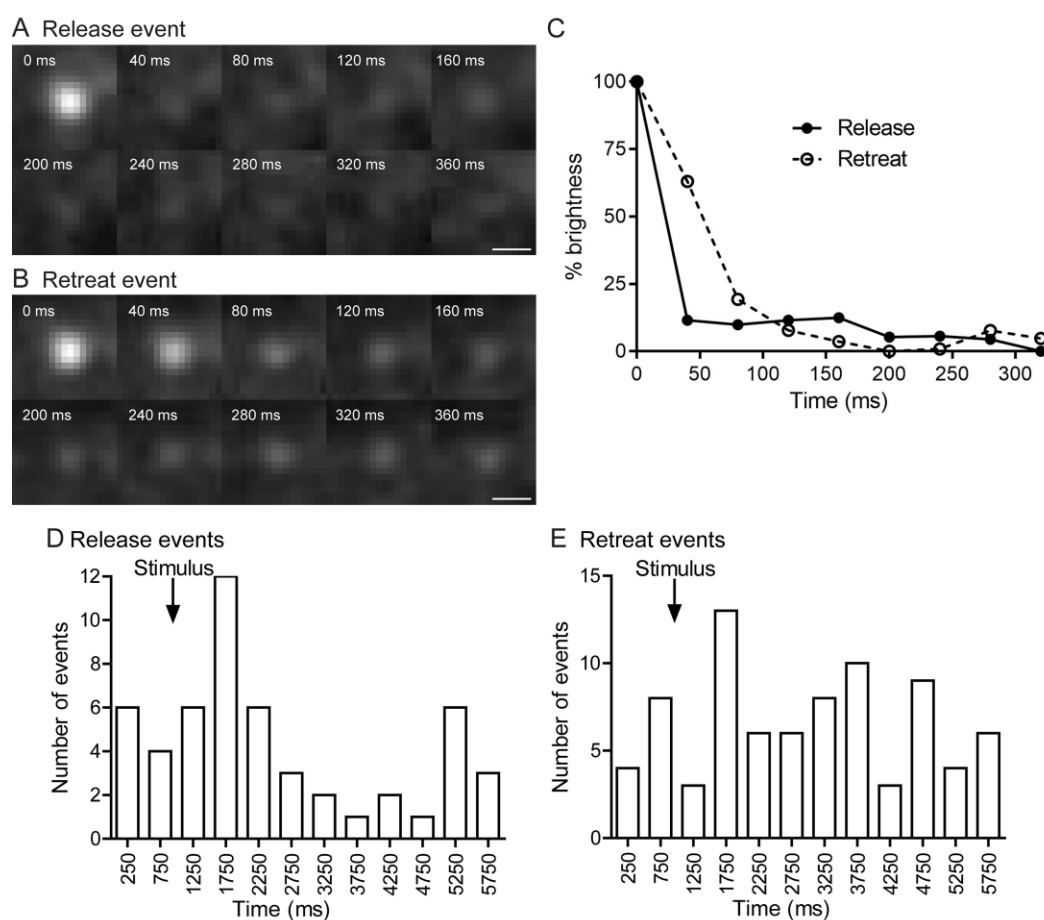 A Release event
0 ms 40 ms 80 ms 120 ms 160 ms
200 ms 240 ms 280 ms 320 ms 360 ms
B Retreat event
0 ms 40 ms 80 ms 120 ms 160 ms
200 ms 240 ms 280 ms 320 ms 360 ms
C
100
75
50
25
0
% brightness
Release
Retreat
0 50 100 150 200 250 300
Time (ms)
D Release events
Stimulus
12
10
8
6
4
2
0
Number of events
250 750 1250 1750 2250 2750 3250 3750 4250 4750 5250 5750
Time (ms)
E Retreat events
Stimulus
15
10
5
0
Number of events
250 750 1250 1750 2250 2750 3250 3750 4250 4750 5250 5750
Time (ms)